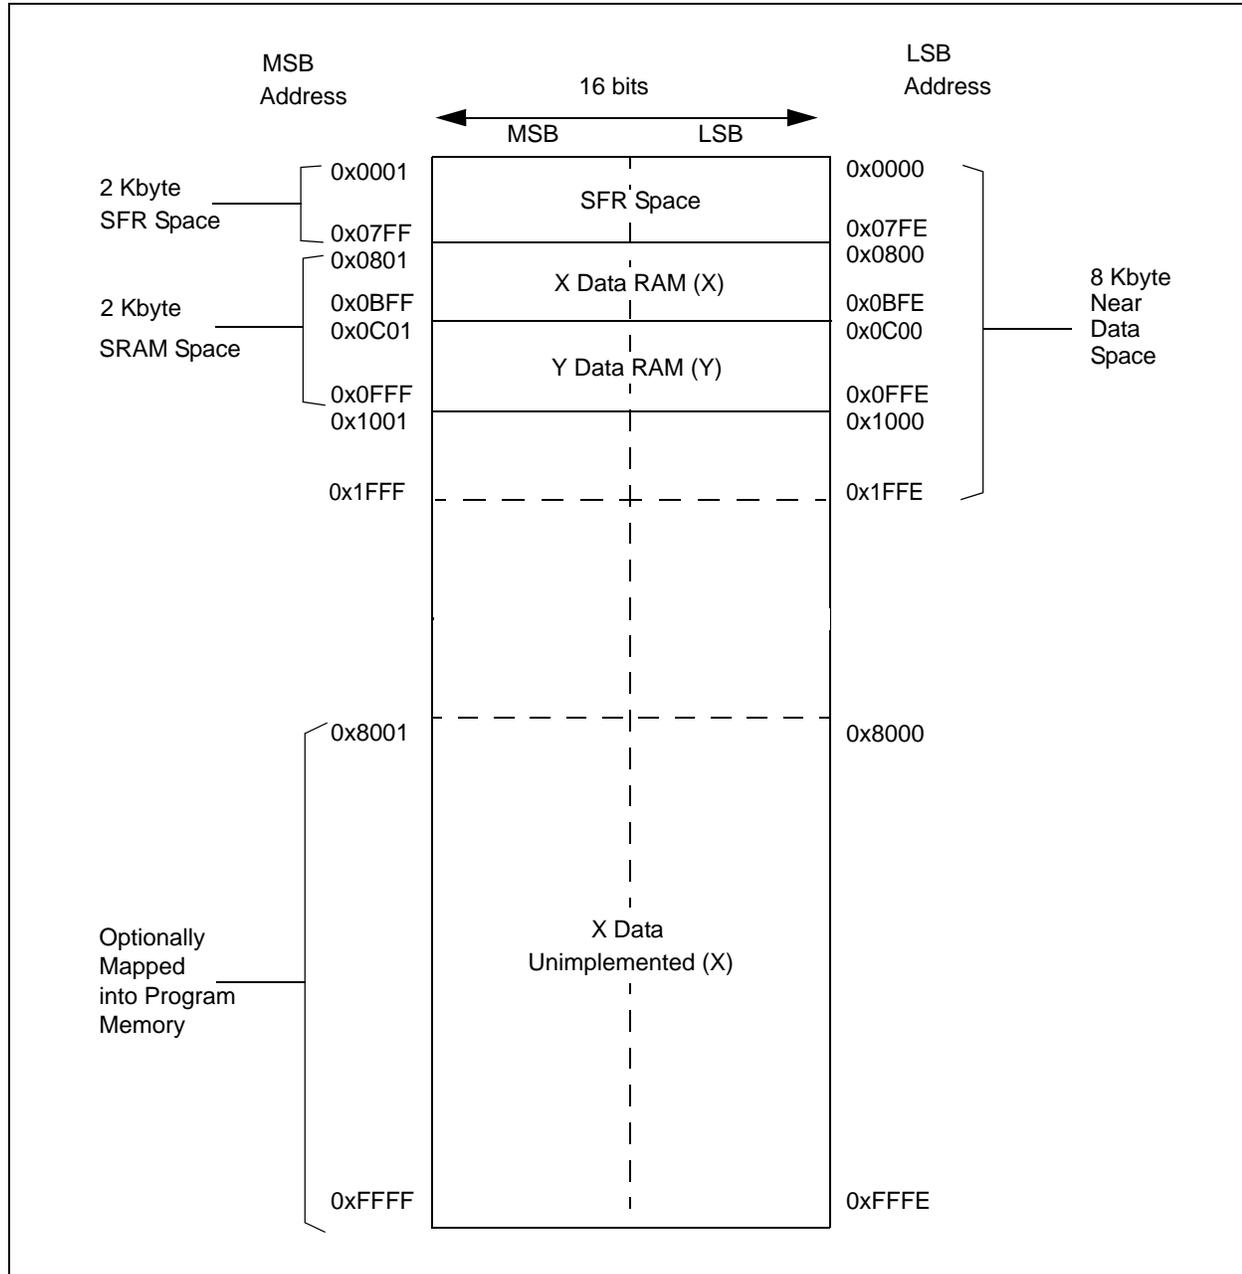 MSB
Address
LSB
Address
16 bits
MSB
LSB
2 Kbyte
SFR Space
0x0001
SFR Space
0x0000
0x07FF
0x07FE
2 Kbyte
SRAM Space
0x0801
0x0800
X Data RAM (X)
0x0BFF
0x0BFE
0x0C01
0x0C00
Y Data RAM (Y)
0x0FFF
0x0FFE
0x1001
0x1000
8 Kbyte
Near
Data
Space
0x1FFF
0x1FFE
0x8001
0x8000
Optionally
Mapped
into Program
Memory
X Data
Unimplemented (X)
0xFFFF
0xFFFE